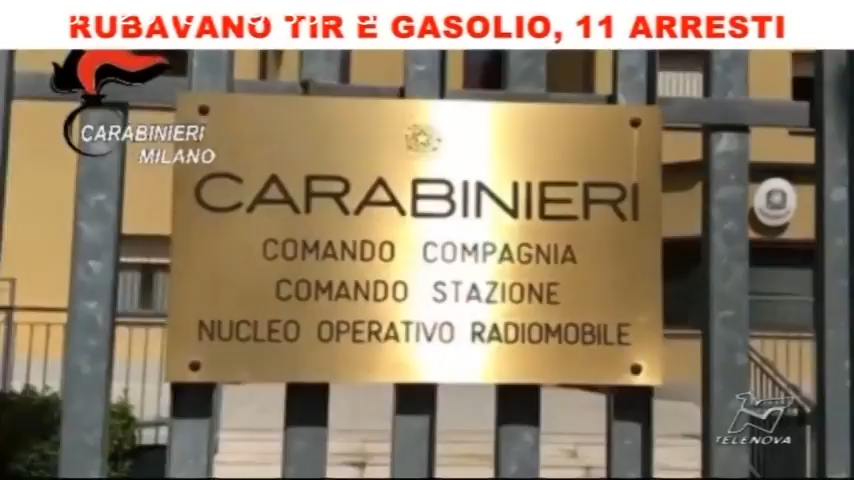 RUBAVANO TIR E GASOLIO, 11 ARRESTI
CARABINIERI
MILANO
CARABINIERI
COMANDO COMPAGNIA
COMANDO STAZIONE
NUCLEO OPERATIVO RADIOMOBILE
TELENOVA